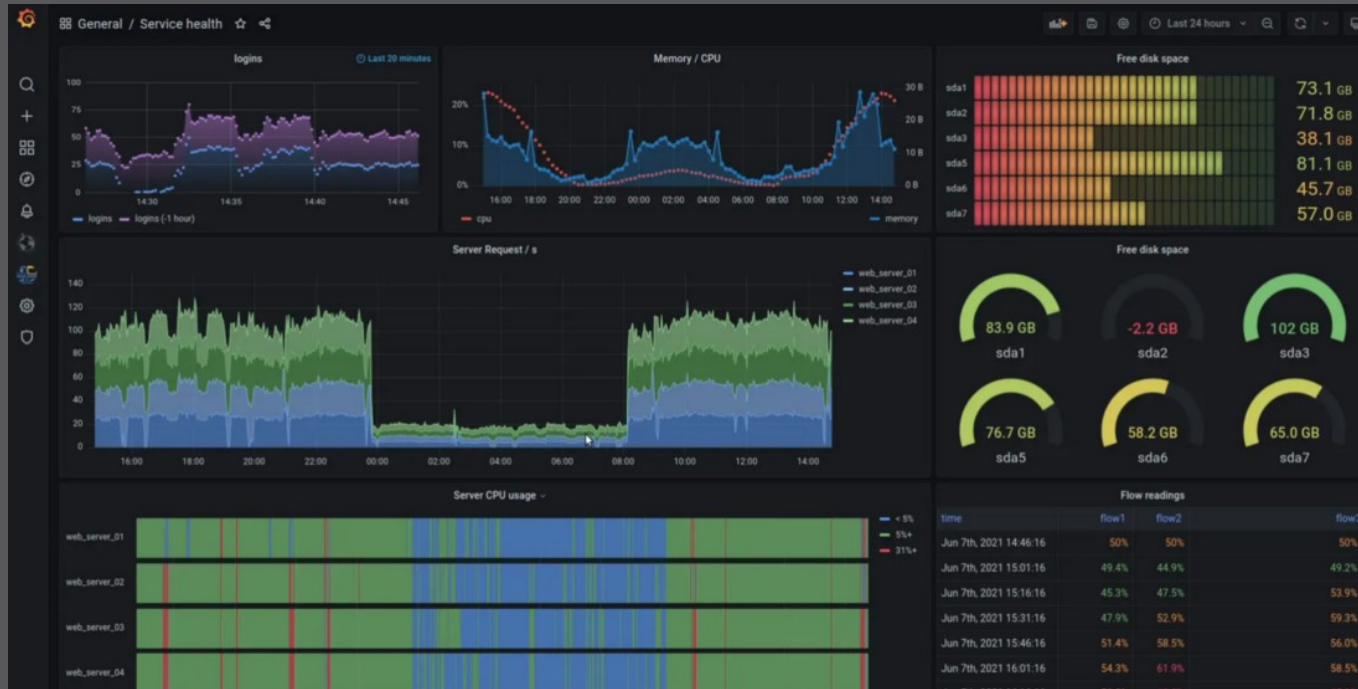 General / Service health
Last 24 hours
logins
Last 20 minutes
100
75
50
25
0
14:30 14:35 14:40 14:45
logins logins (-1 hour)
Memory / CPU
20%
10%
0%
30 B
20 B
10 B
0 B
16:00 18:00 20:00 22:00 00:00 02:00 04:00 06:00 08:00 10:00 12:00 14:00
cpu
memory
Free disk space
sda1 73.1 GB
sda2 71.8 GB
sda3 38.1 GB
sda5 81.1 GB
sda6 45.7 GB
sda7 57.0 GB
Server Request / s
140
120
100
80
60
40
20
0
16:00 18:00 20:00 22:00 00:00 02:00 04:00 06:00 08:00 10:00 12:00 14:00
web_server_01
web_server_02
web_server_03
web_server_04
Free disk space
83.9 GB -2.2 GB 102 GB
sda1 sda2 sda3
76.7 GB 58.2 GB 65.0 GB
sda5 sda6 sda7
Server CPU usage
web_server_01
web_server_02
web_server_03
web_server_04
< 5%
5%+
31%+
Flow readings
time flow1 flow2
Jun 7th, 2021 14:46:16 50% 50% 50%
Jun 7th, 2021 15:01:16 49.4% 44.9% 49.2%
Jun 7th, 2021 15:16:16 45.3% 47.5% 53.9%
Jun 7th, 2021 15:31:16 47.9% 52.9% 59.3%
Jun 7th, 2021 15:46:16 51.4% 58.5% 56.0%
Jun 7th, 2021 16:01:16 54.3% 61.9% 58.5%